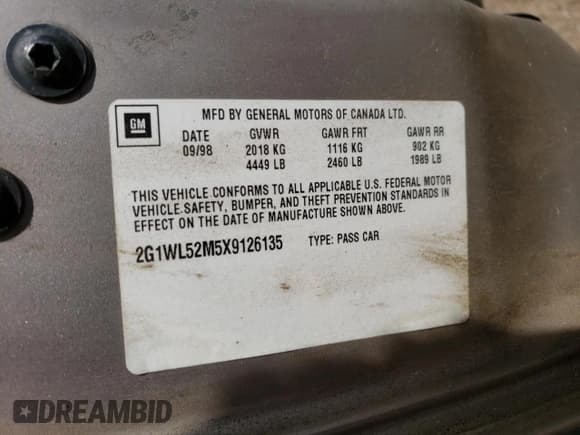 GM
MFD BY GENERAL MOTORS OF CANADA LTD.
DATE GVWR GAWR FRT GAWR RR
09/98 2018 KG 1116 KG 902 KG
4449 LB 2460 LB 1989 LB
THIS VEHICLE CONFORMS TO ALL APPLICABLE U.S. FEDERAL MOTOR
VEHICLE SAFETY, BUMPER, AND THEFT PREVENTION STANDARDS IN
EFFECT ON THE DATE OF MANUFACTURE SHOWN ABOVE.
2G1WL52M5X9126135 TYPE: PASS CAR
DREAMBID